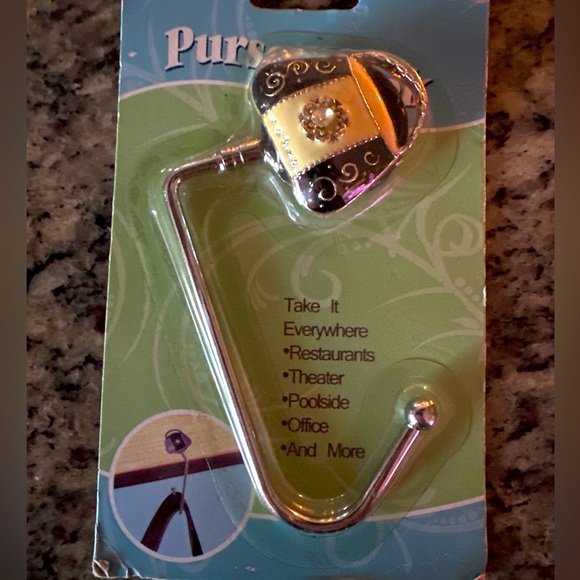 Purs
Take It
Everywhere
•Restaurants
•Theater
•Poolside
•Office
•And More